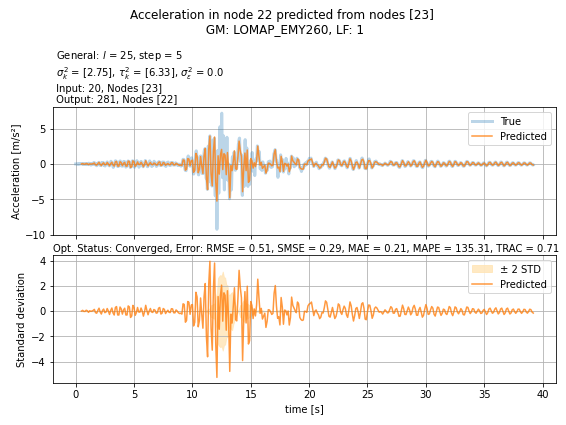 Acceleration in node 22 predicted from nodes [23]
GM: LOMAP_EMY260, LF: 1
General: l = 25, step = 5
σ²ₖ = [2.75], τ²ₖ = [6.33], σ²ε = 0.0
Input: 20, Nodes [23]
Output: 281, Nodes [22]
True
Predicted
5
0
−5
−10
Acceleration [m/s²]
Opt. Status: Converged, Error: RMSE = 0.51, SMSE = 0.29, MAE = 0.21, MAPE = 135.31, TRAC = 0.71
± 2 STD
Predicted
4
2
0
−2
−4
Standard deviation
0 5 10 15 20 25 30 35 40
time [s]